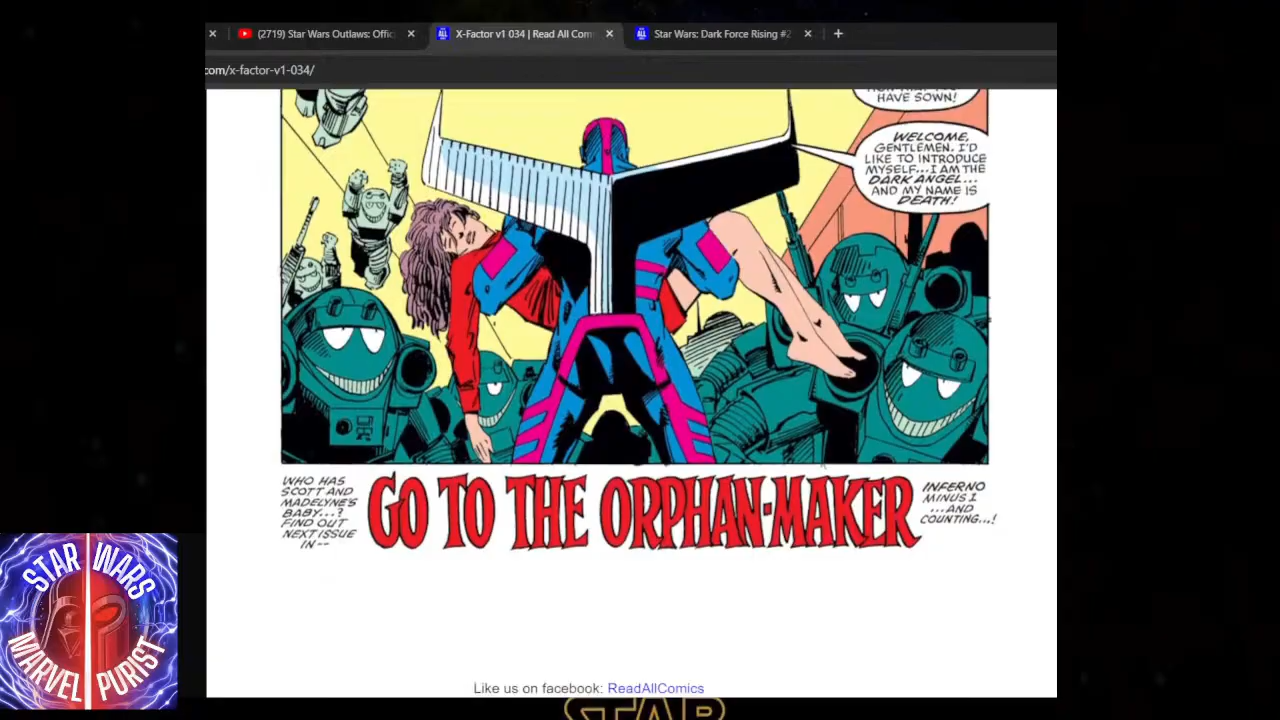 (2719) Star Wars Outlaws: Offic
X-Factor v1 034 | Read All Com
Star Wars: Dark Force Rising #2
com/x-factor-v1-034/
HAVE SOWN!
WELCOME,
GENTLEMEN. I'D
LIKE TO INTRODUCE
MYSELF...I AM THE
DARK ANGEL...
AND MY NAME IS
DEATH!
WHO HAS
SCOTT AND
MADELYNE'S
BABY...?
FIND OUT
NEXT ISSUE
IN--
GO TO THE ORPHAN-MAKER
INFERNO
MINUS 1
...AND
COUNTING...!
STAR WARS
MARVEL PURIST
Like us on facebook: ReadAllComics
STAR